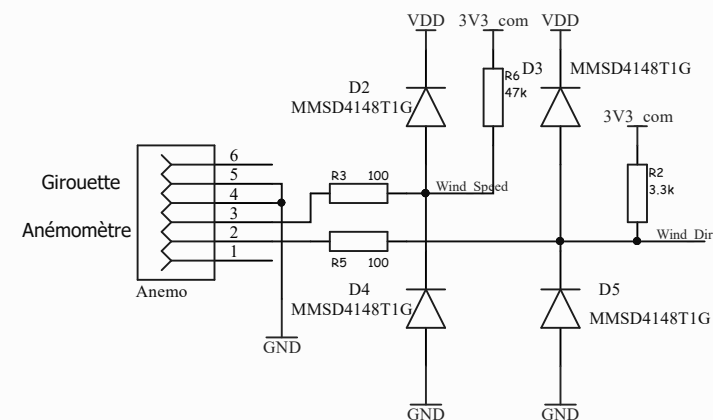 VDD 3V3_com VDD
D2
MMSD4148T1G
R6
47k
D3
MMSD4148T1G
3V3_com
R2
3.3k
Girouette
Anémomètre
6
5
4
3
2
1
Anemo
R3 100
Wind_Speed
R5 100
Wind_Dir
D4
MMSD4148T1G
D5
MMSD4148T1G
GND
GND
GND